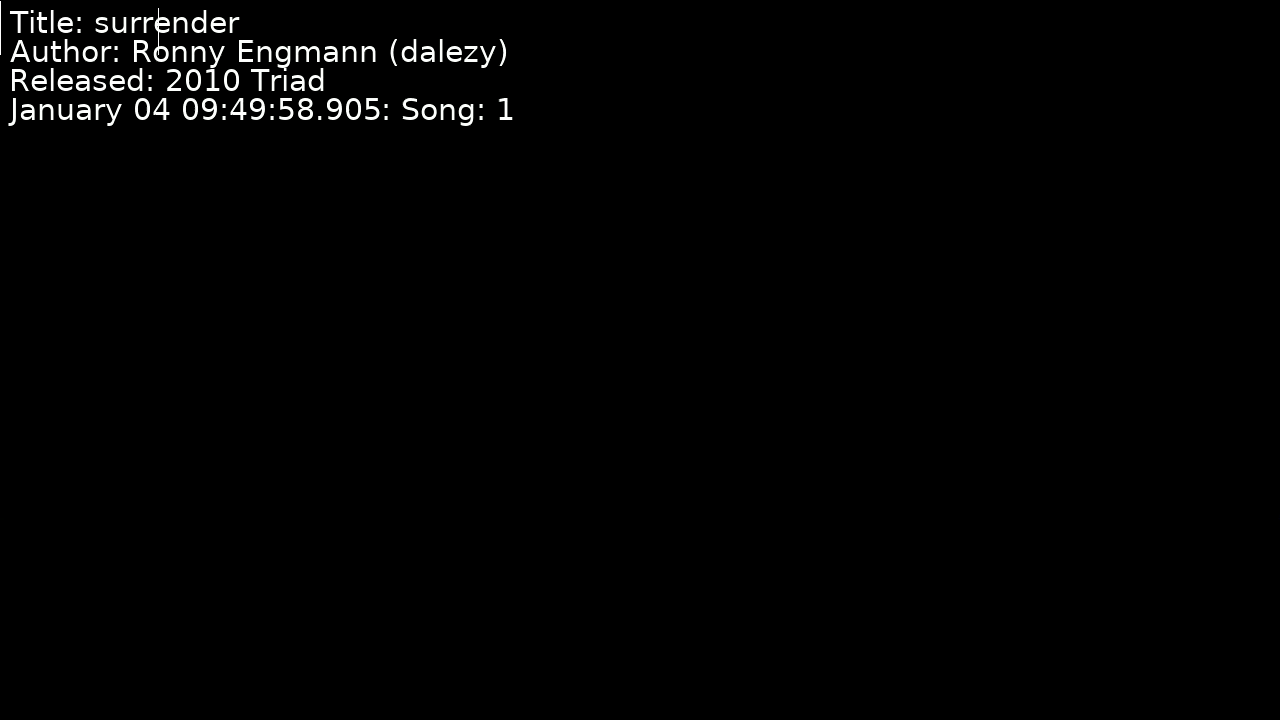 Title: surrender
Author: Ronny Engmann (dalezy)
Released: 2010 Triad
January 04 09:49:58.905: Song: 1